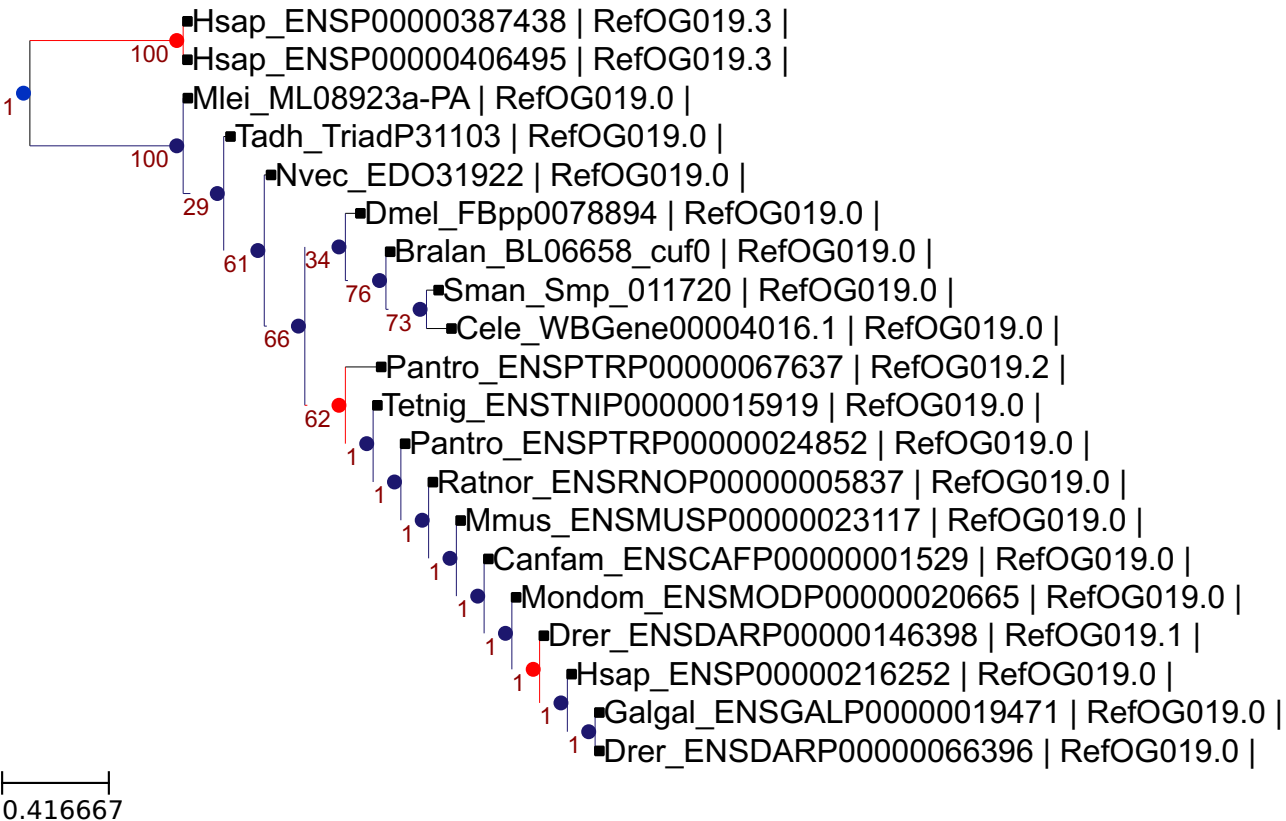 Hsap_ENSP00000387438 | RefOG019.3 |
100
Hsap_ENSP00000406495 | RefOG019.3 |
1
Mlei_ML08923a-PA | RefOG019.0 |
Tadh_TriadP31103 | RefOG019.0 |
100
Nvec_EDO31922 | RefOG019.0 |
29
Dmel_FBpp0078894 | RefOG019.0 |
Bralan_BL06658_cuf0 | RefOG019.0 |
61
34
Sman_Smp_011720 | RefOG019.0 |
76
Cele_WBGene00004016.1 | RefOG019.0 |
73
66
Pantro_ENSPTRP00000067637 | RefOG019.2 |
Tetnig_ENSTNIP00000015919 | RefOG019.0 |
62
Pantro_ENSPTRP00000024852 | RefOG019.0 |
1
Ratnor_ENSRNOP00000005837 | RefOG019.0 |
1
Mmus_ENSMUSP00000023117 | RefOG019.0 |
1
Canfam_ENSCAFP00000001529 | RefOG019.0 |
1
Mondom_ENSMODP00000020665 | RefOG019.0 |
1
Drer_ENSDARP00000146398 | RefOG019.1 |
1
Hsap_ENSP00000216252 | RefOG019.0 |
1
Galgal_ENSGALP00000019471 | RefOG019.0 |
1
Drer_ENSDARP00000066396 | RefOG019.0 |
1
0.416667